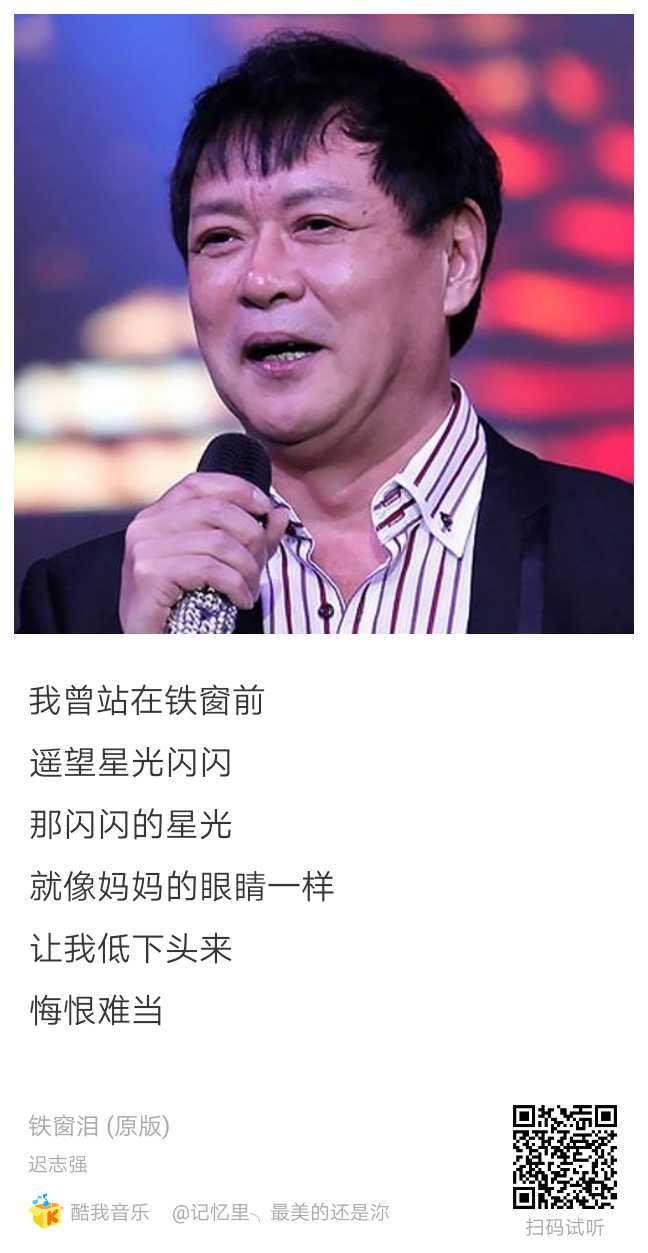 我曾站在铁窗前
遥望星光闪闪
那闪闪的星光
就像妈妈的眼睛一样
让我低下头来
悔恨难当
铁窗泪 (原版)
迟志强
酷我音乐 @记忆里╮最美的还是沵
扫码试听